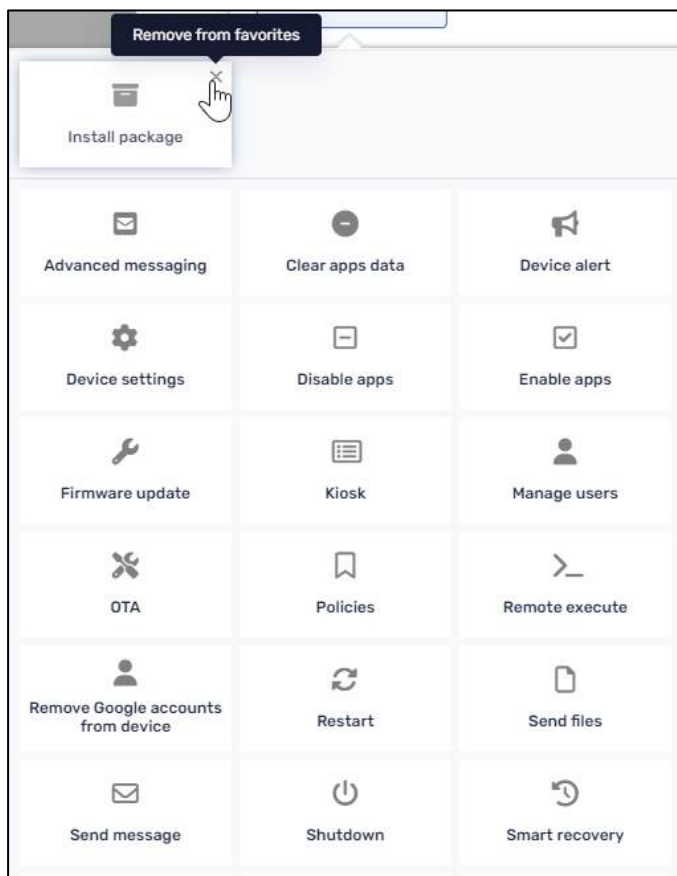 Remove from favorites
Install package
Advanced messaging
Clear apps data
Device alert
Device settings
Disable apps
Enable apps
Firmware update
Kiosk
Manage users
OTA
Policies
Remote execute
Remove Google accounts
from device
Restart
Send files
Send message
Shutdown
Smart recovery